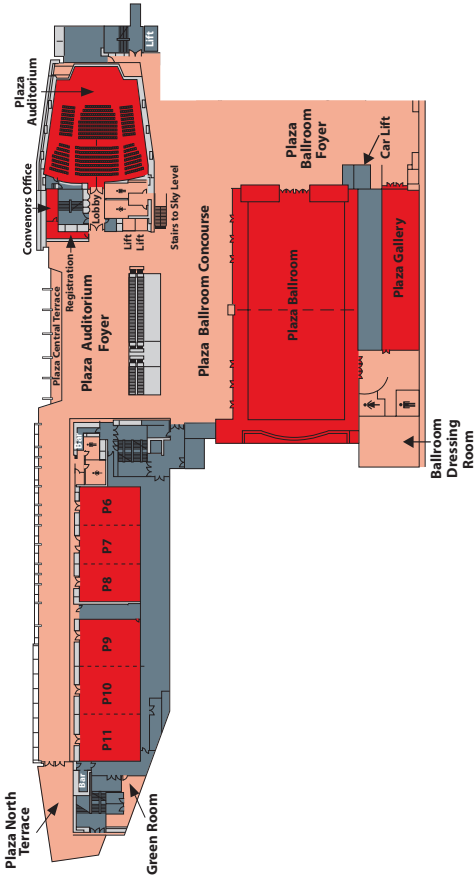 Plaza
Auditorium
Lift
Convenors Office
Lobby
Registration
Lift
Lift
Stairs to Sky Level
Plaza
Ballroom
Foyer
Car Lift
Plaza Central Terrace
Plaza Auditorium
Foyer
Plaza Ballroom Concourse
Plaza Ballroom
Plaza Gallery
Ballroom
Dressing
Room
Bar
P6
P7
P8
P9
P10
P11
Bar
Plaza North
Terrace
Green Room